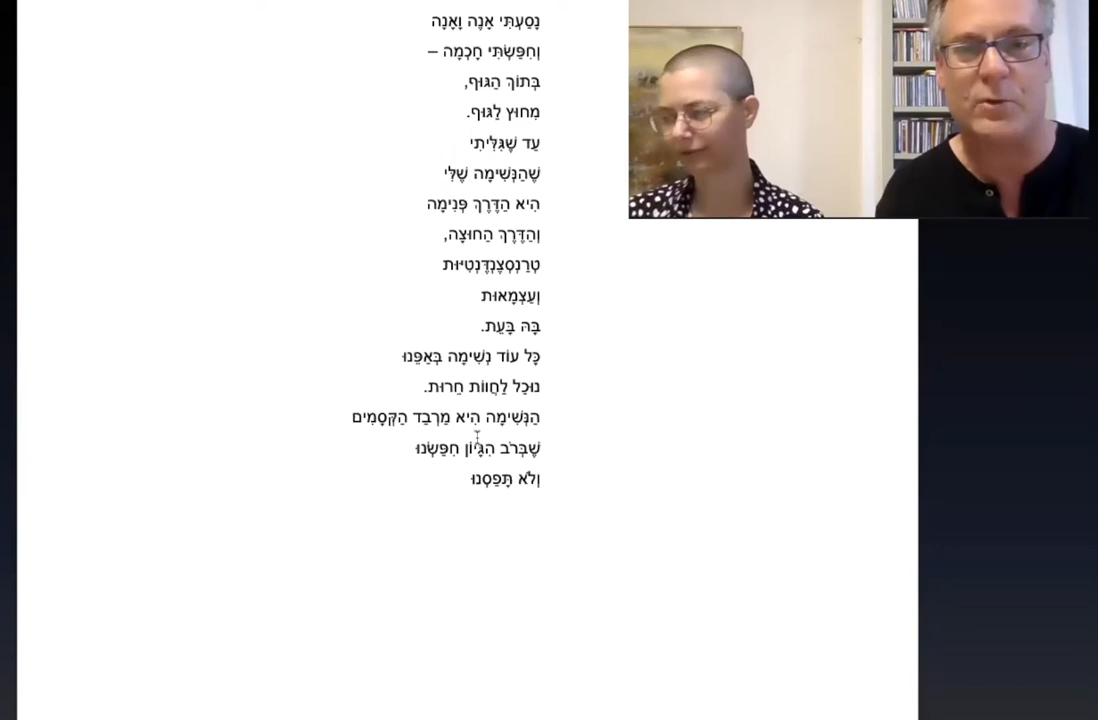 נָסַעְתִּי אָנֶה וָאָנָה
וְחִפַּשְׂתִּי חָכְמָה –
בְּתוֹךְ הַגּוּף,
מִחוּץ לַגּוּף.
עַד שֶׁגִּלִּיתִי
שֶׁהַנְּשִׁימָה שֶׁלִּי
הִיא הַדֶּרֶךְ פְּנִימָה
וְהַדֶּרֶךְ הַחוּצָה,
טְרַנְסְצֶנְדֶּנְטִיּוּת
וְעַצְמָאוּת
בָּהּ בָּעֵת.
כָּל עוֹד נְשִׁימָה בְּאַפֵּנוּ
נוּכַל לַחֲווֹת חֵרוּת.
הַנְּשִׁימָה הִיא מַרְבַד הַקְּסָמִים
שֶׁבְּרֹב הִגָּיוֹן חִפַּשְׂנוּ
וְלֹא תָּפַסְנוּ